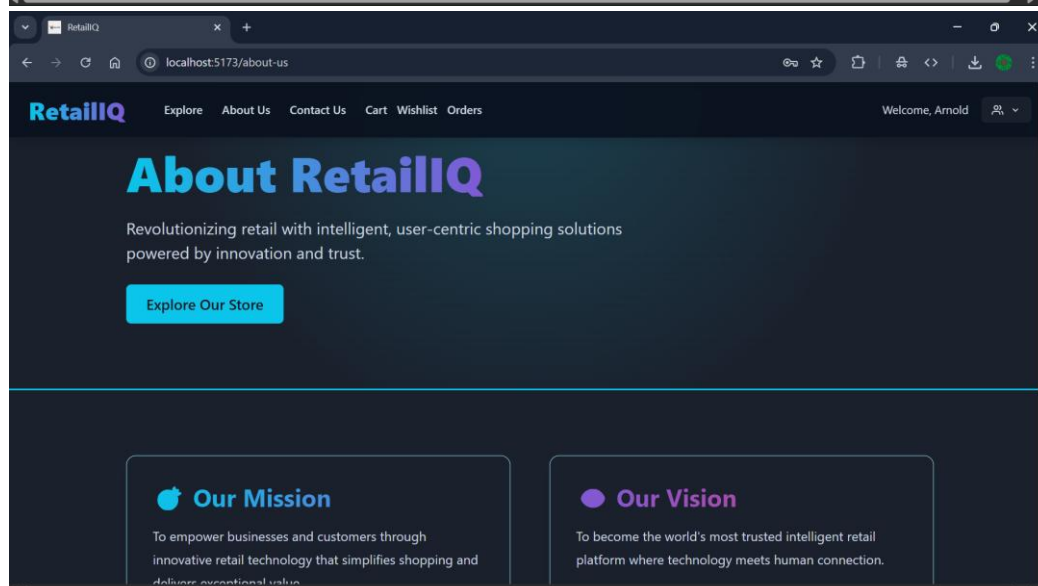 RetailIQ
localhost:5173/about-us
RetailIQ Explore About Us Contact Us Cart Wishlist Orders Welcome, Arnold
About RetailIQ
Revolutionizing retail with intelligent, user-centric shopping solutions
powered by innovation and trust.
Explore Our Store
Our Mission
To empower businesses and customers through
innovative retail technology that simplifies shopping and
delivers exceptional value
Our Vision
To become the world's most trusted intelligent retail
platform where technology meets human connection.